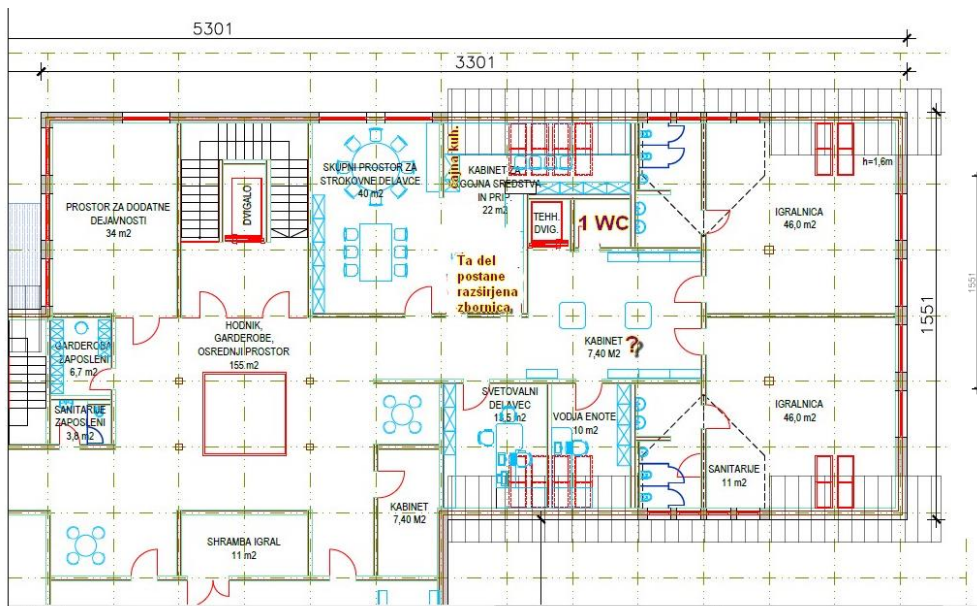 5301
3301
PROSTOR ZA DODATNE
DEJAVNOSTI
34 m2
DVIGALO
SKUPNI PROSTOR ZA
STROKOVNE DELAVCE
40 m2
čajna kuh.
KABINET ZA
GOJNA SREDSTVA
IN PRIP.
22 m2
TEHH.
DVIG.
1 WC
h=1,6m
IGRALNICA
46,0 m2
Ta del
postane
razširjena
zbornica.
1551
1551
GARDEROBA
ZAPOSLENI
6,7 m2
HODNIK,
GARDEROBE,
OSREDNJI PROSTOR
155 m2
KABINET
7,40 M2
?
SANITARIJE
ZAPOSLENI
3,8 m2
SVETOVALNI
DELAVEC
13,5 m2
VODJA ENOTE
10 m2
IGRALNICA
46,0 m2
SANITARIJE
11 m2
KABINET
7,40 M2
SHRAMBA IGRAL
11 m2